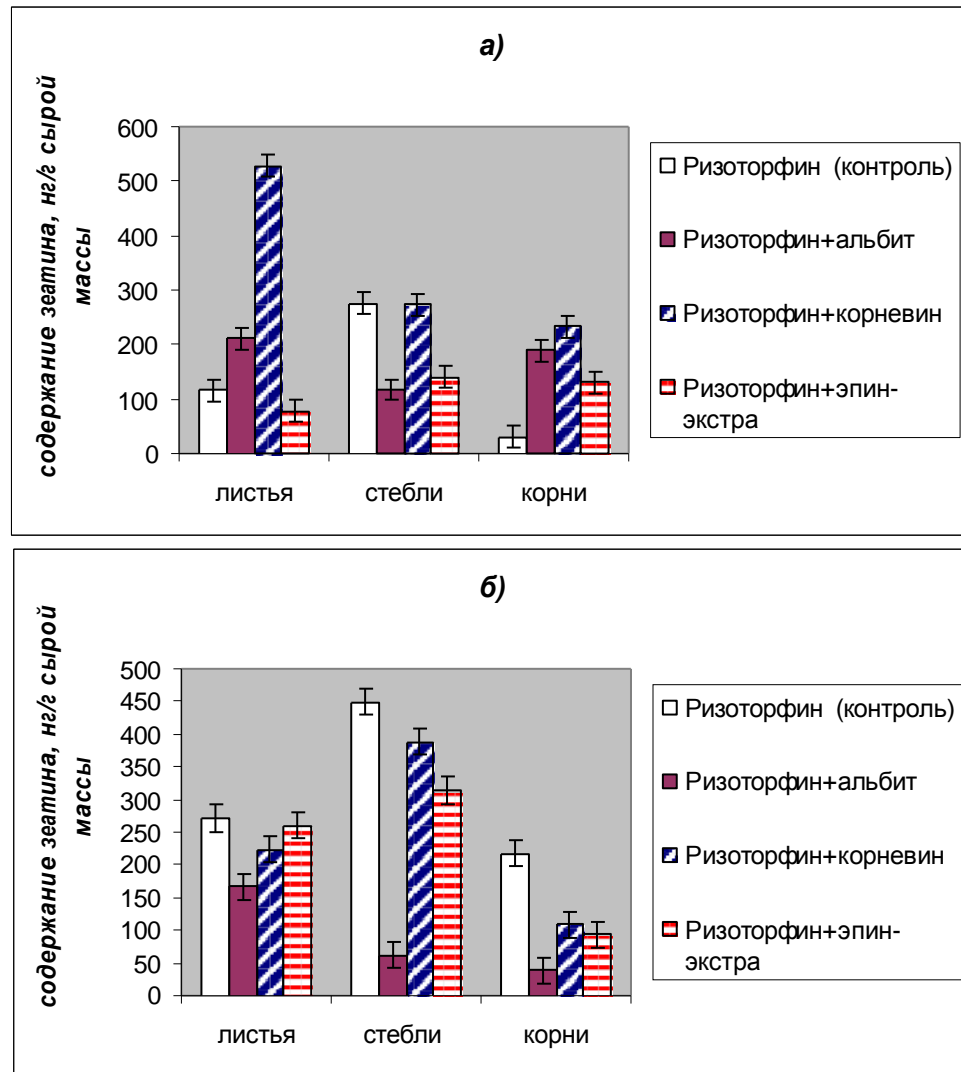 а)
содержание зеатина, нг/г сырой
массы
600
500
400
300
200
100
0
листья стебли корни
Ризоторфин (контроль)
Ризоторфин+альбит
Ризоторфин+корневин
Ризоторфин+эпин-
экстра
б)
содержание зеатина, нг/г сырой
массы
500
450
400
350
300
250
200
150
100
50
0
листья стебли корни
Ризоторфин (контроль)
Ризоторфин+альбит
Ризоторфин+корневин
Ризоторфин+эпин-
экстра